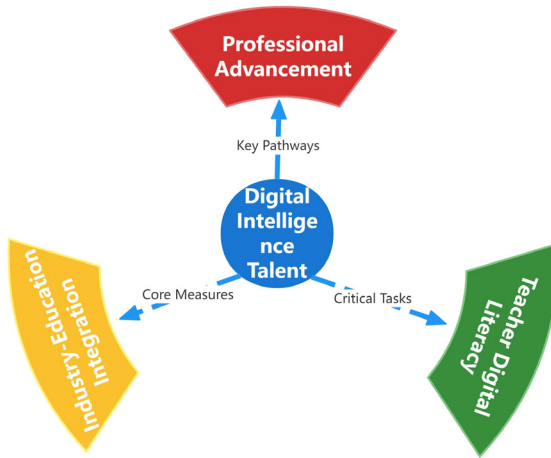 Professional
Advancement
Key Pathways
Digital
Intellige
nce
Talent
Core Measures
Critical Tasks
Industry-Education
Integration
Teacher Digital
Literacy